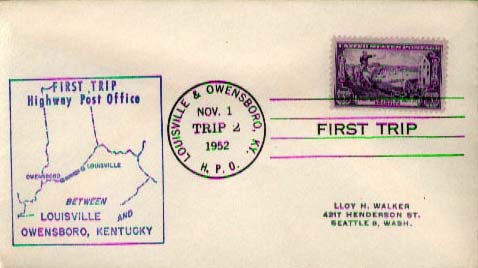 FIRST TRIP
Highway Post Office
OWENSBORO
LOUISVILLE
BETWEEN
LOUISVILLE AND
OWENSBORO, KENTUCKY
LOUISVILLE & OWENSBORO, KY.
NOV. 1
TRIP 2
1952
H. P. O.
UNITED STATES POSTAGE
FIRST TRIP
LLOY H. WALKER
4217 HENDERSON ST.
SEATTLE 8, WASH.